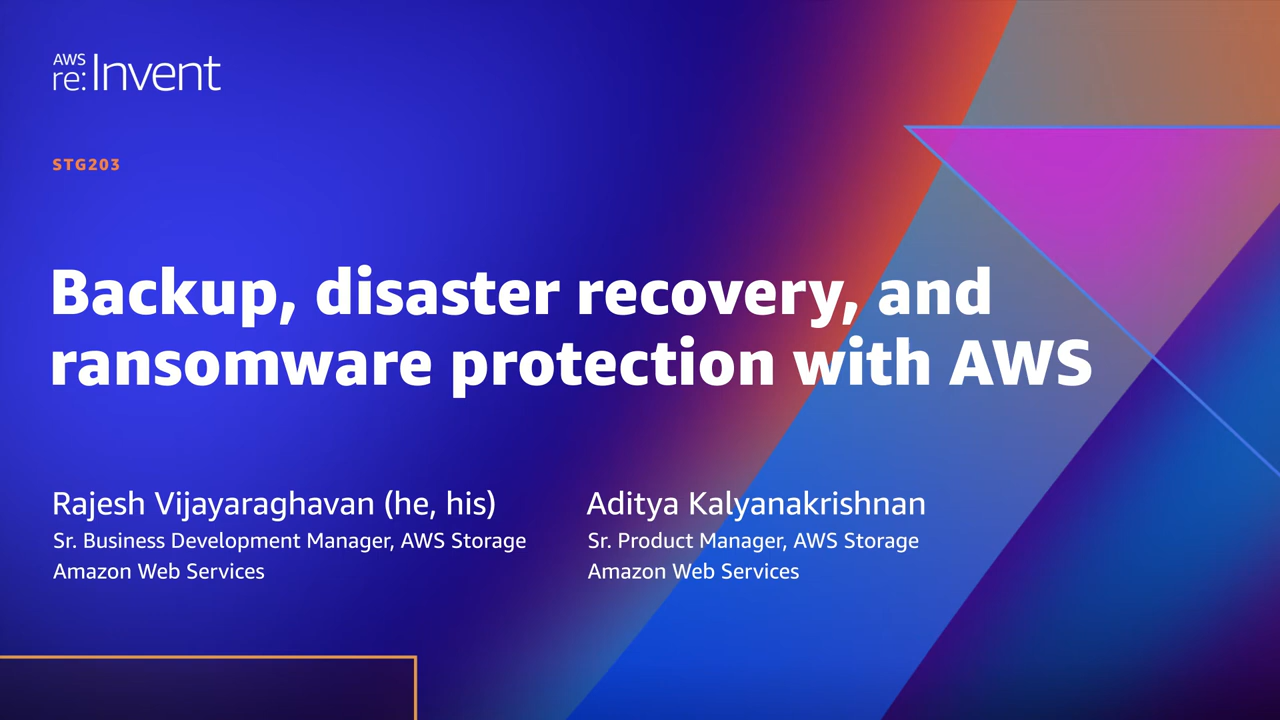 AWS
re:Invent
STG203
Backup, disaster recovery, and
ransomware protection with AWS
Rajesh Vijayaraghavan (he, his)
Sr. Business Development Manager, AWS Storage
Amazon Web Services
Aditya Kalyanakrishnan
Sr. Product Manager, AWS Storage
Amazon Web Services